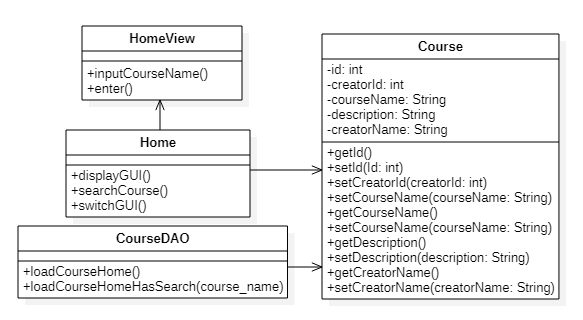 HomeView
+inputCourseName()
+enter()
Home
+displayGUI()
+searchCourse()
+switchGUI()
CourseDAO
+loadCourseHome()
+loadCourseHomeHasSearch(course_name)
Course
-id: int
-creatorId: int
-courseName: String
-description: String
-creatorName: String
+getId()
+setId(Id: int)
+setCreatorId(creatorId: int)
+setCourseName(courseName: String)
+getCourseName()
+setCourseName(courseName: String)
+getDescription()
+setDescription(description: String)
+getCreatorName()
+setCreatorName(creatorName: String)